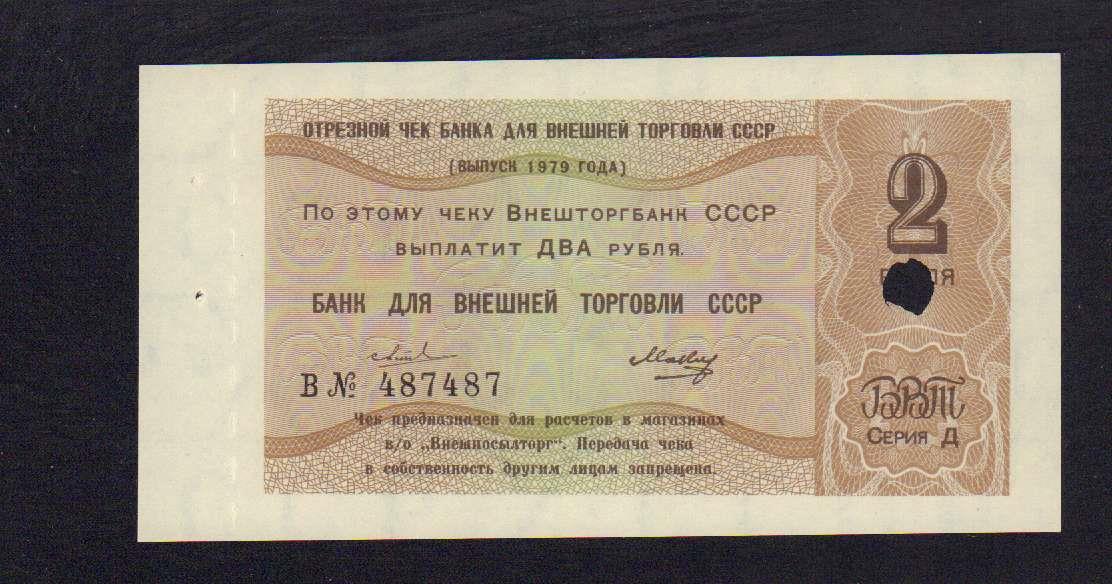 ОТРЕЗНОЙ ЧЕК БАНКА ДЛЯ ВНЕШНЕЙ ТОРГОВЛИ СССР
(ВЫПУСК 1979 ГОДА)
ПО ЭТОМУ ЧЕКУ ВНЕШТОРГБАНК СССР
ВЫПЛАТИТ ДВА РУБЛЯ.
БАНК ДЛЯ ВНЕШНЕЙ ТОРГОВЛИ СССР
В № 487487
Чек предназначен для расчетов в магазинах
в/о „Внешпосылторг“. Передача чека
в собственность другим лицам запрещена.
2
БВТ
СЕРИЯ Д